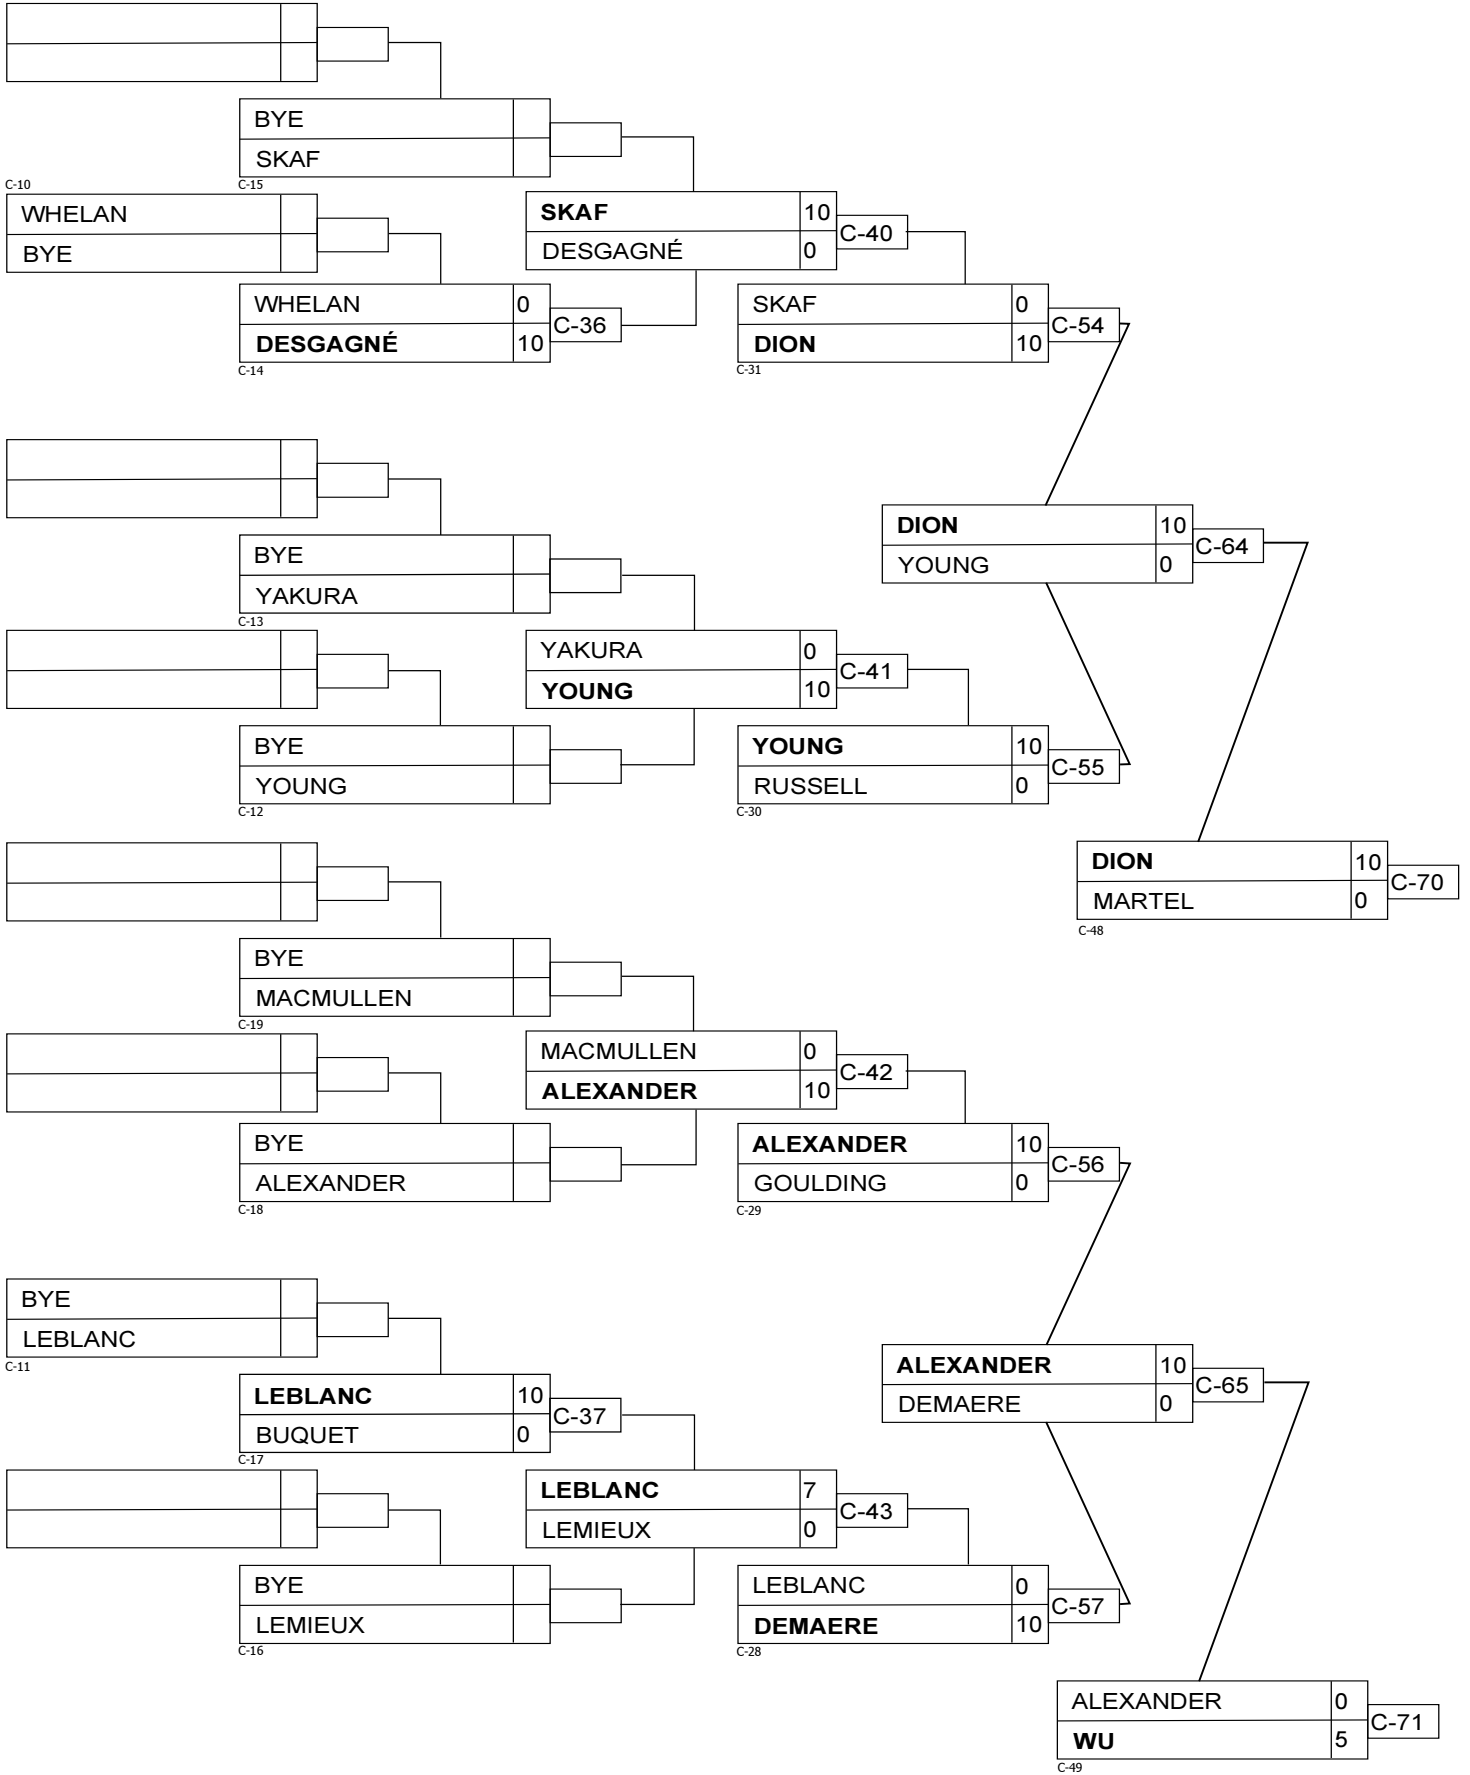 BYE
SKAF
C-10
C-15
WHELAN
BYE
SKAF 10
DESGAGNÉ 0
C-40
WHELAN 0
DESGAGNÉ 10
C-36
C-14
SKAF 0
DION 10
C-54
C-31
DION 10
YOUNG 0
C-64
BYE
YAKURA
C-13
YAKURA 0
YOUNG 10
C-41
BYE
YOUNG
C-12
YOUNG 10
RUSSELL 0
C-55
C-30
DION 10
MARTEL 0
C-70
C-48
BYE
MACMULLEN
C-19
MACMULLEN 0
ALEXANDER 10
C-42
BYE
ALEXANDER
C-18
ALEXANDER 10
GOULDING 0
C-56
C-29
BYE
LEBLANC
C-11
ALEXANDER 10
DEMAERE 0
C-65
LEBLANC 10
BUQUET 0
C-37
C-17
LEBLANC 7
LEMIEUX 0
C-43
BYE
LEMIEUX
C-16
LEBLANC 0
DEMAERE 10
C-57
C-28
ALEXANDER 0
WU 5
C-71
C-49